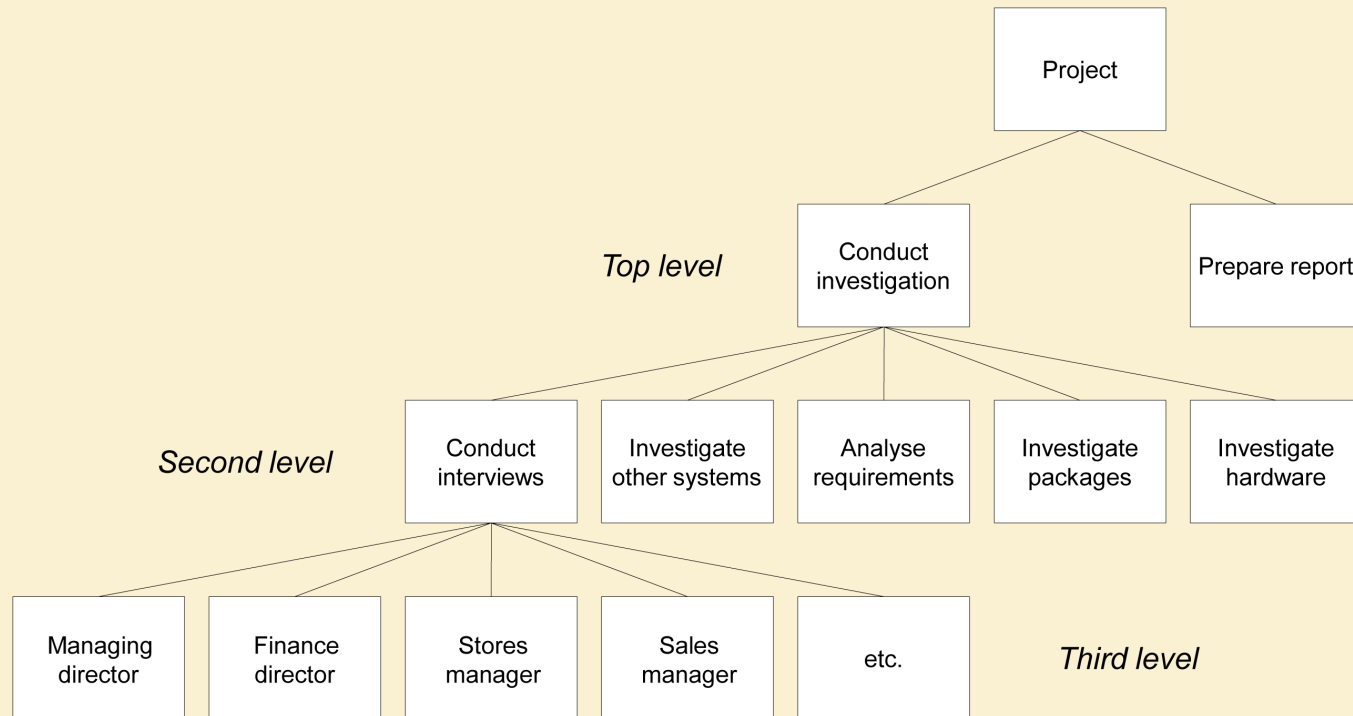 Project
Top level
Conduct
investigation
Prepare report
Second level
Conduct
interviews
Investigate
other systems
Analyse
requirements
Investigate
packages
Investigate
hardware
Managing
director
Finance
director
Stores
manager
Sales
manager
etc.
Third level